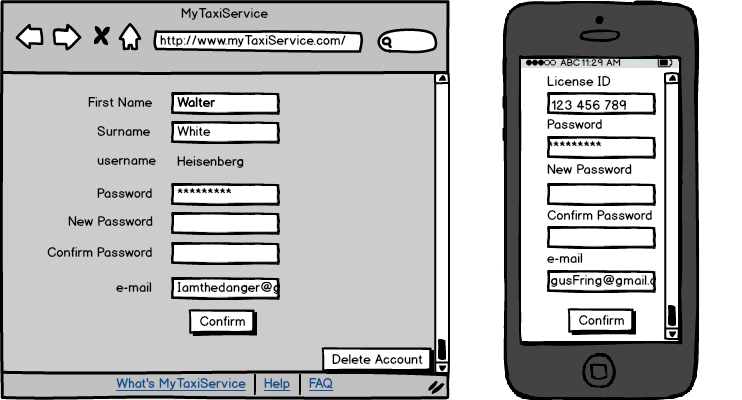 MyTaxiService
http://www.myTaxiService.com/
First Name Walter
Surname White
username Heisenberg
Password *********
New Password
Confirm Password
e-mail Iamthedanger@g
Confirm
Delete Account
What's MyTaxiService Help FAQ
ABC 11:29 AM
License ID
123 456 789
Password
*********
New Password
Confirm Password
e-mail
gusFring@gmail.c
Confirm